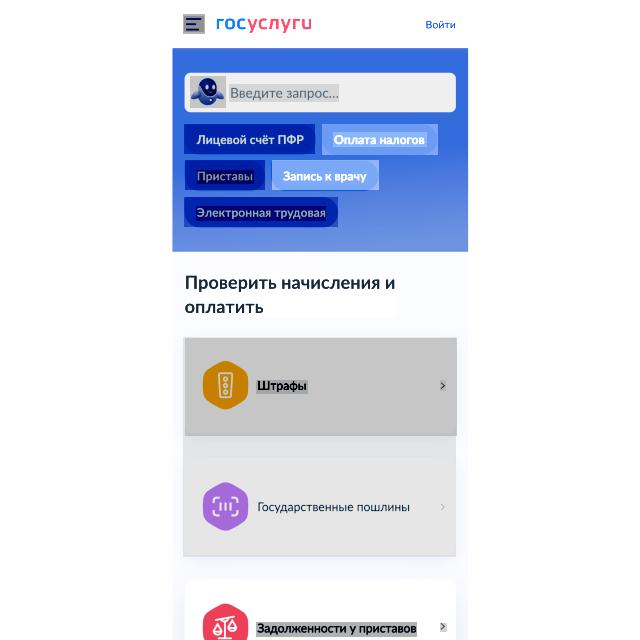 госуслуги
Войти
Введите запрос...
Лицевой счёт ПФР
Оплата налогов
Приставы
Запись к врачу
Электронная трудовая
Проверить начисления и
оплатить
Штрафы
Государственные пошлины
Задолженности у приставов